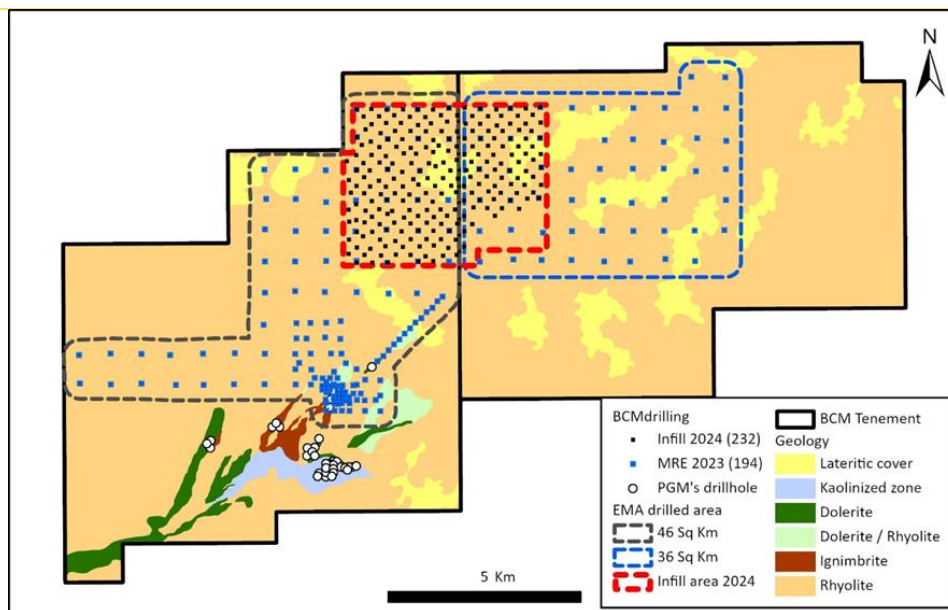 N
BCMdrilling
Infill 2024 (232)
MRE 2023 (194)
PGM's drillhole
EMA drilled area
46 Sq Km
36 Sq Km
Infill area 2024
BCM Tenement
Geology
Lateritic cover
Kaolinized zone
Dolerite
Dolerite / Rhyolite
Ignimbrite
Rhyolite
5 Km